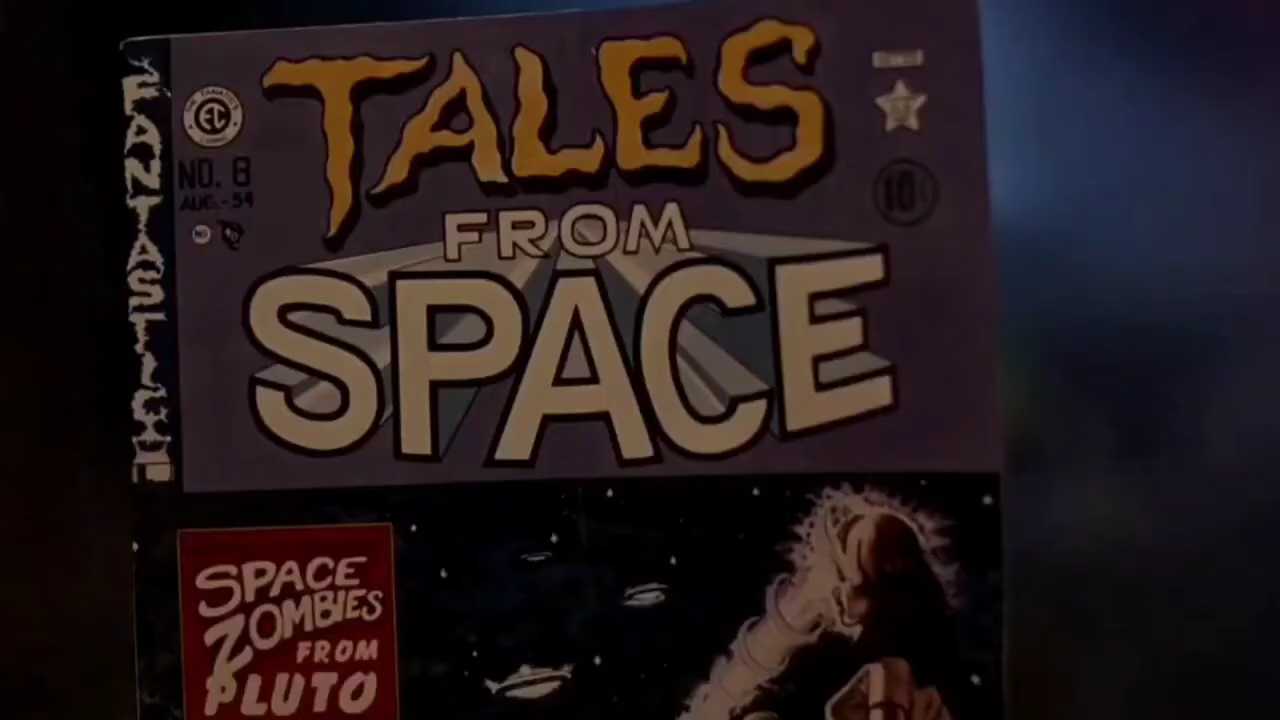 FANTASTIC!
TALES
FROM
SPACE
EC
NO. 8
AUG.-54
10¢
SPACE
ZOMBIES
FROM
PLUTO